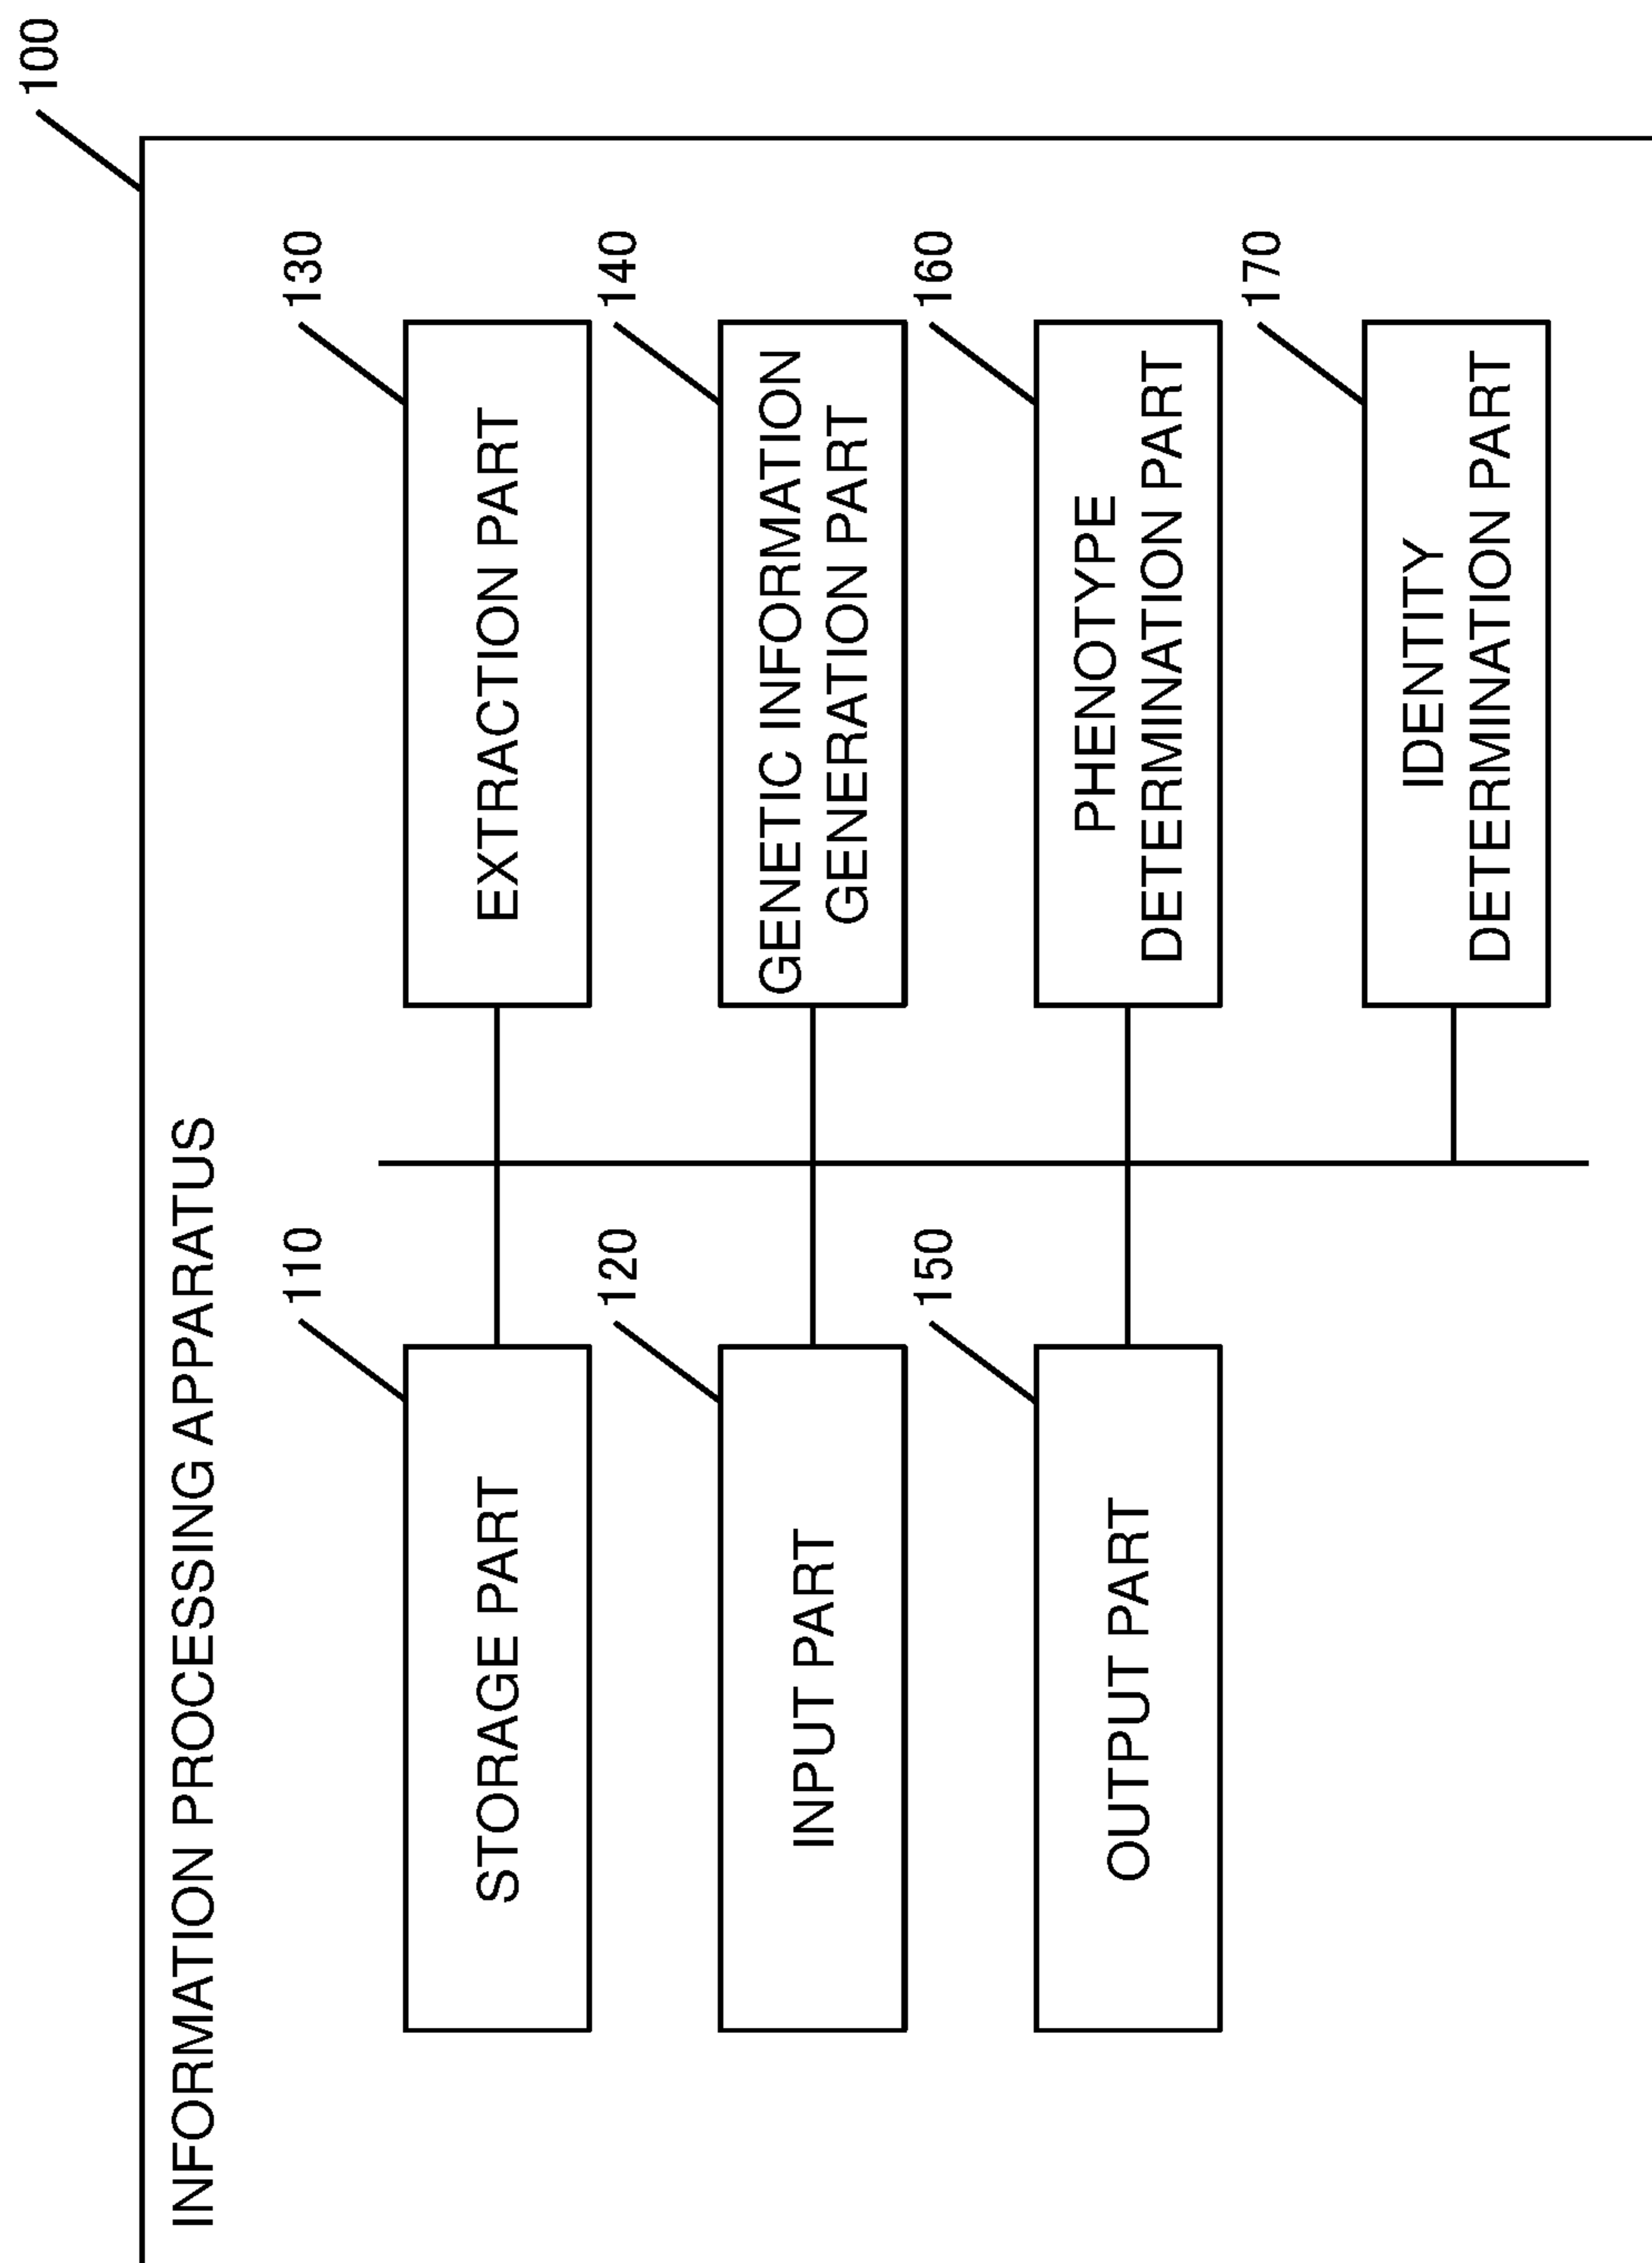 100
INFORMATION PROCESSING APPARATUS
110
STORAGE PART
130
EXTRACTION PART
120
INPUT PART
140
GENETIC INFORMATION
GENERATION PART
150
OUTPUT PART
160
PHENOTYPE
DETERMINATION PART
170
IDENTITY
DETERMINATION PART